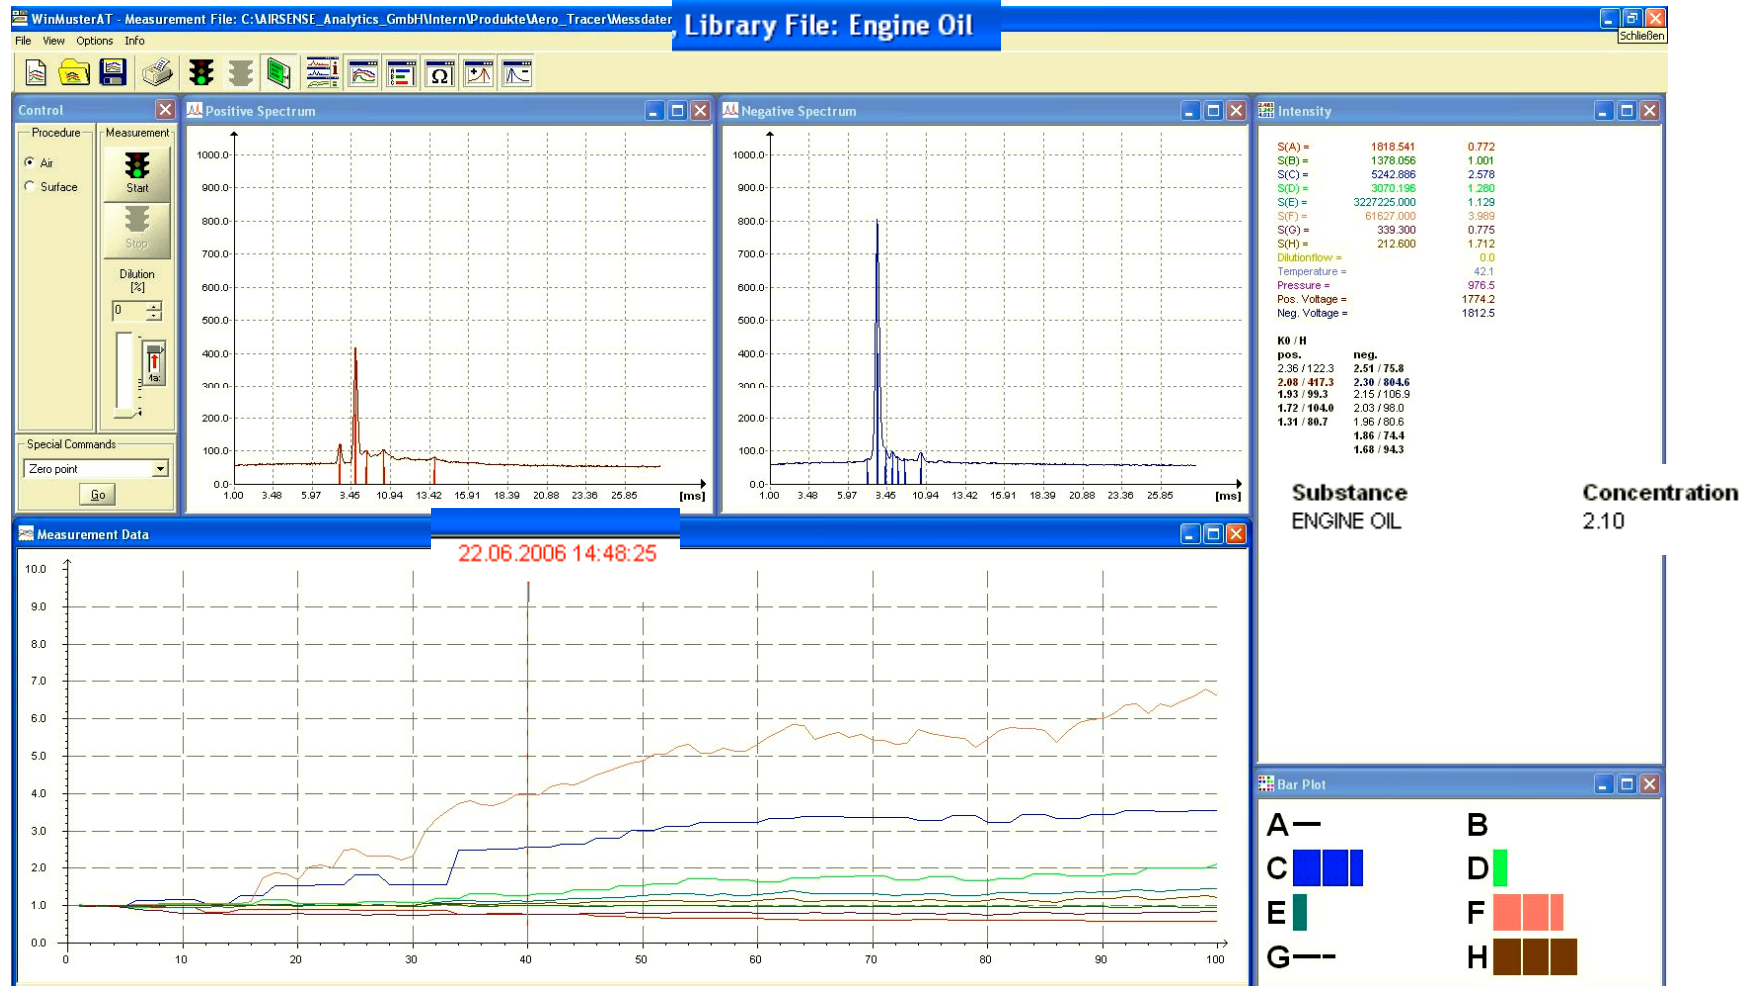 WinMusterAT - Measurement File: C:\AIRSENSE_Analytics_GmbH\Intern\Produkte\Aero_Tracer\Messdaten
, Library File: Engine Oil
Schließen
File View Options Info
Control
Procedure
Air
Surface
Measurement
Start
Stop
Dilution
[%]
0
Special Commands
Zero point
Go
Positive Spectrum
1000.0
900.0
800.0
700.0
600.0
500.0
400.0
300.0
200.0
100.0
0.0
1.00 3.48 5.97 8.45 10.94 13.42 15.91 18.39 20.88 23.36 25.85 [ms]
Negative Spectrum
1000.0
900.0
800.0
700.0
600.0
500.0
400.0
300.0
200.0
100.0
0.0
1.00 3.48 5.97 8.45 10.94 13.42 15.91 18.39 20.88 23.36 25.85 [ms]
Intensity
S(A) = 1818.541 0.772
S(B) = 1378.056 1.001
S(C) = 5242.886 2.578
S(D) = 3070.196 1.280
S(E) = 3227225.000 1.129
S(F) = 61627.000 3.989
S(G) = 339.300 0.775
S(H) = 212.600 1.712
Dilutionflow = 0.0
Temperature = 42.1
Pressure = 976.5
Pos. Voltage = 1774.2
Neg. Voltage = 1812.5
K0 / H
pos. neg.
2.36 / 122.3 2.51 / 75.8
2.08 / 417.3 2.30 / 804.6
1.93 / 99.3 2.15 / 106.9
1.72 / 104.0 2.03 / 98.0
1.31 / 80.7 1.96 / 80.6
1.86 / 74.4
1.68 / 94.3
Substance Concentration
ENGINE OIL 2.10
Measurement Data
22.06.2006 14:48:25
10.0
9.0
8.0
7.0
6.0
5.0
4.0
3.0
2.0
1.0
0.0
0 10 20 30 40 50 60 70 80 90 100
Bar Plot
A B
C D
E F
G H